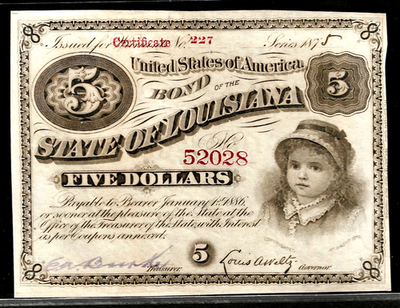 Issued for Certificate No. 227 Series 1875
United States of America.
5 BOND OF THE 5
STATE OF LOUISIANA
No
52028
FIVE DOLLARS
Payable to Bearer January 1st 1886,
or sooner at the pleasure of the State at the
Office of the Treasurer of the State, with Interest
as per coupons annexed.
5
Louis A Wiltz
Treasurer Governor